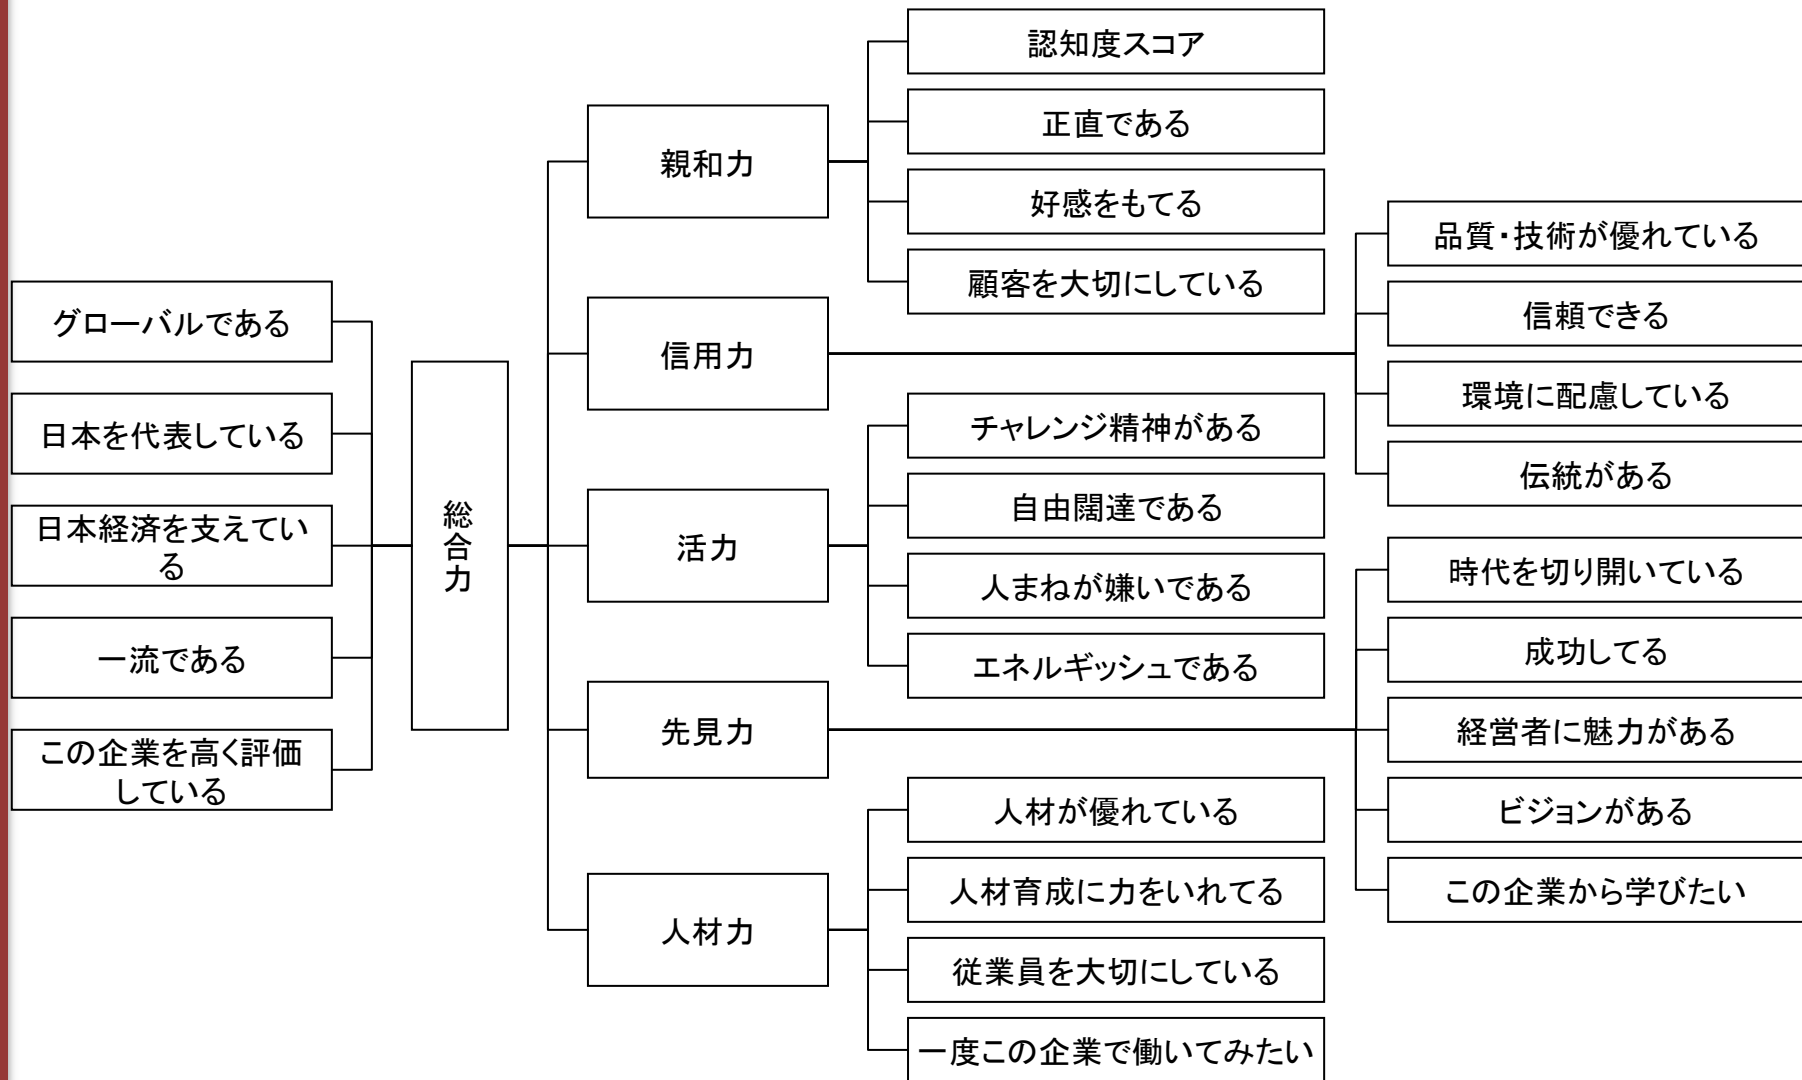 グローバルである
日本を代表している
日本経済を支えてい
る
一流である
この企業を高く評価
している
総合力
親和力
信用力
活力
先見力
人材力
認知度スコア
正直である
好感をもてる
顧客を大切にしている
チャレンジ精神がある
自由闊達である
人まねが嫌いである
エネルギッシュである
人材が優れている
人材育成に力をいれてる
従業員を大切にしている
一度この企業で働いてみたい
品質・技術が優れている
信頼できる
環境に配慮している
伝統がある
時代を切り開いている
成功してる
経営者に魅力がある
ビジョンがある
この企業から学びたい